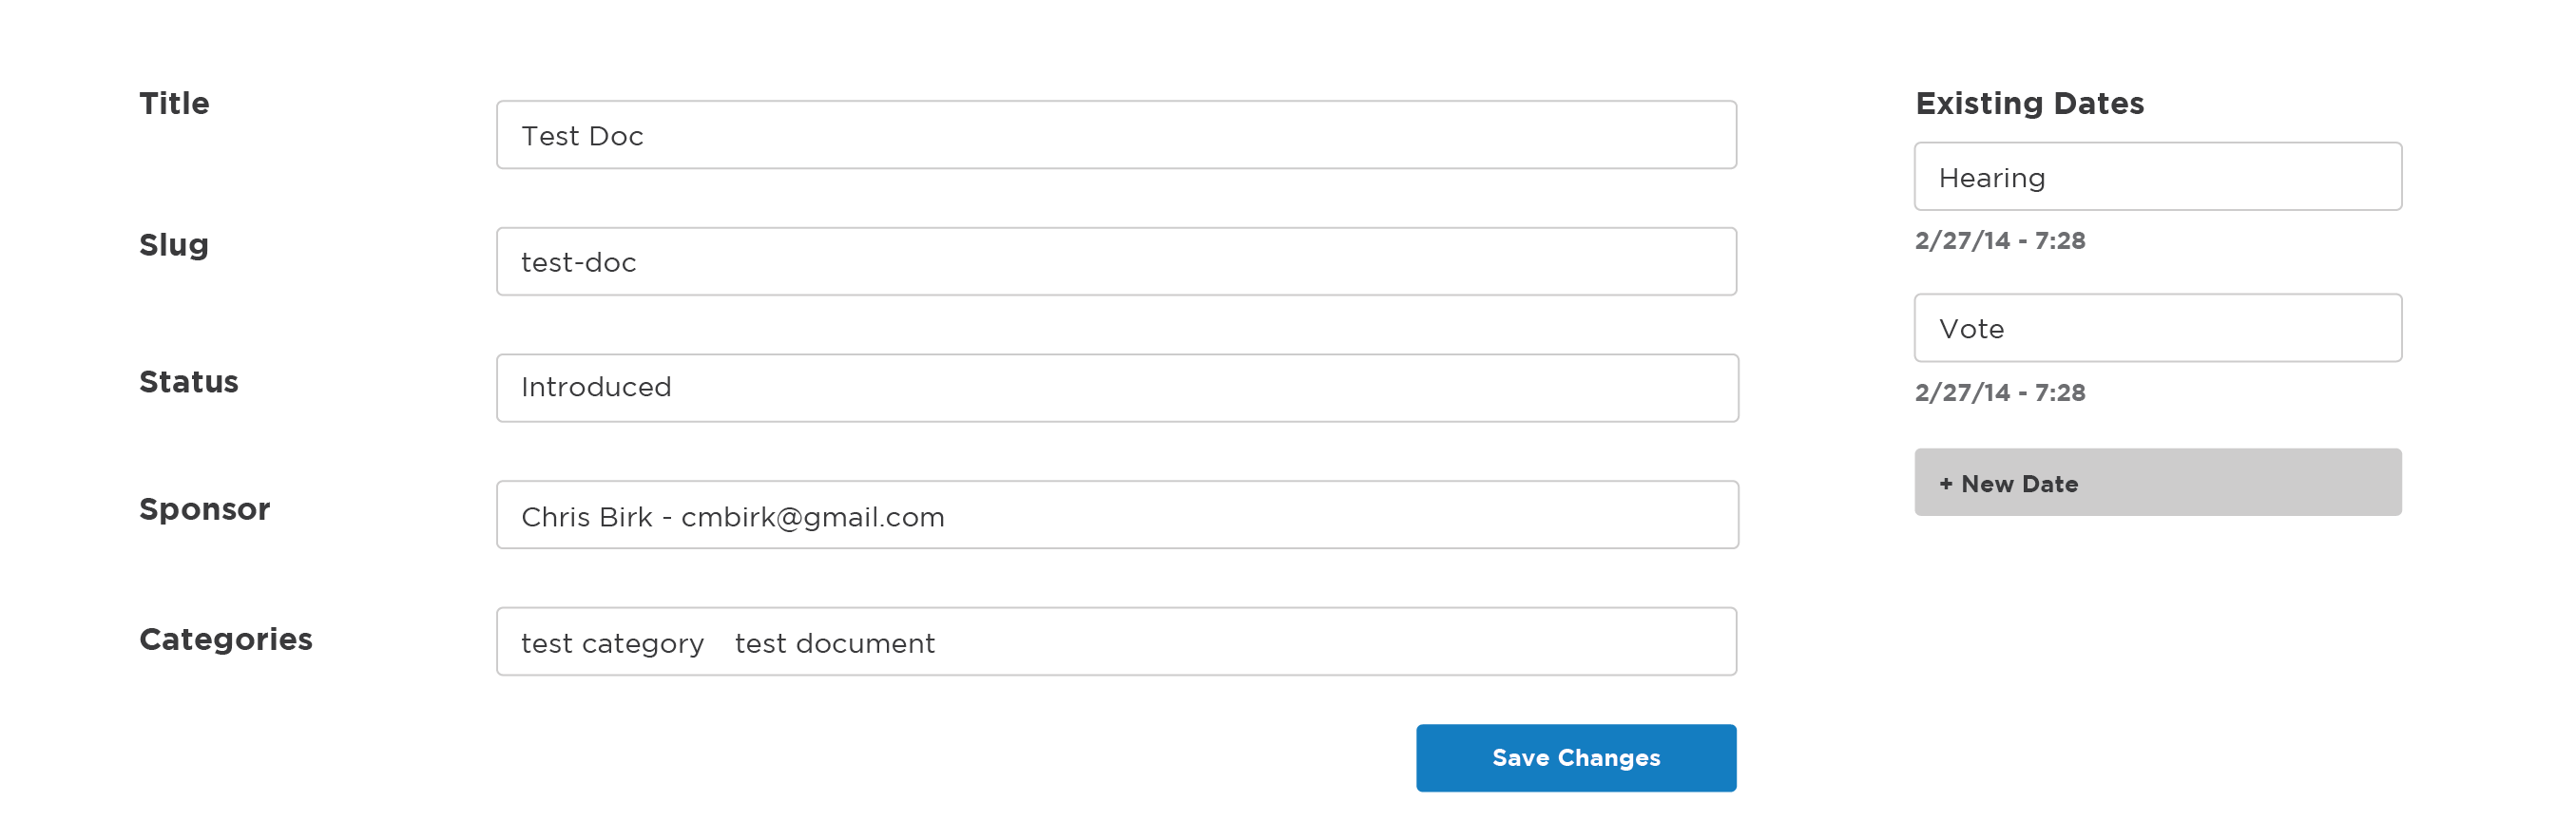 Title
Test Doc
Slug
test-doc
Status
Introduced
Sponsor
Chris Birk - cmbirk@gmail.com
Categories
test category test document
Save Changes
Existing Dates
Hearing
2/27/14 - 7:28
Vote
2/27/14 - 7:28
+ New Date